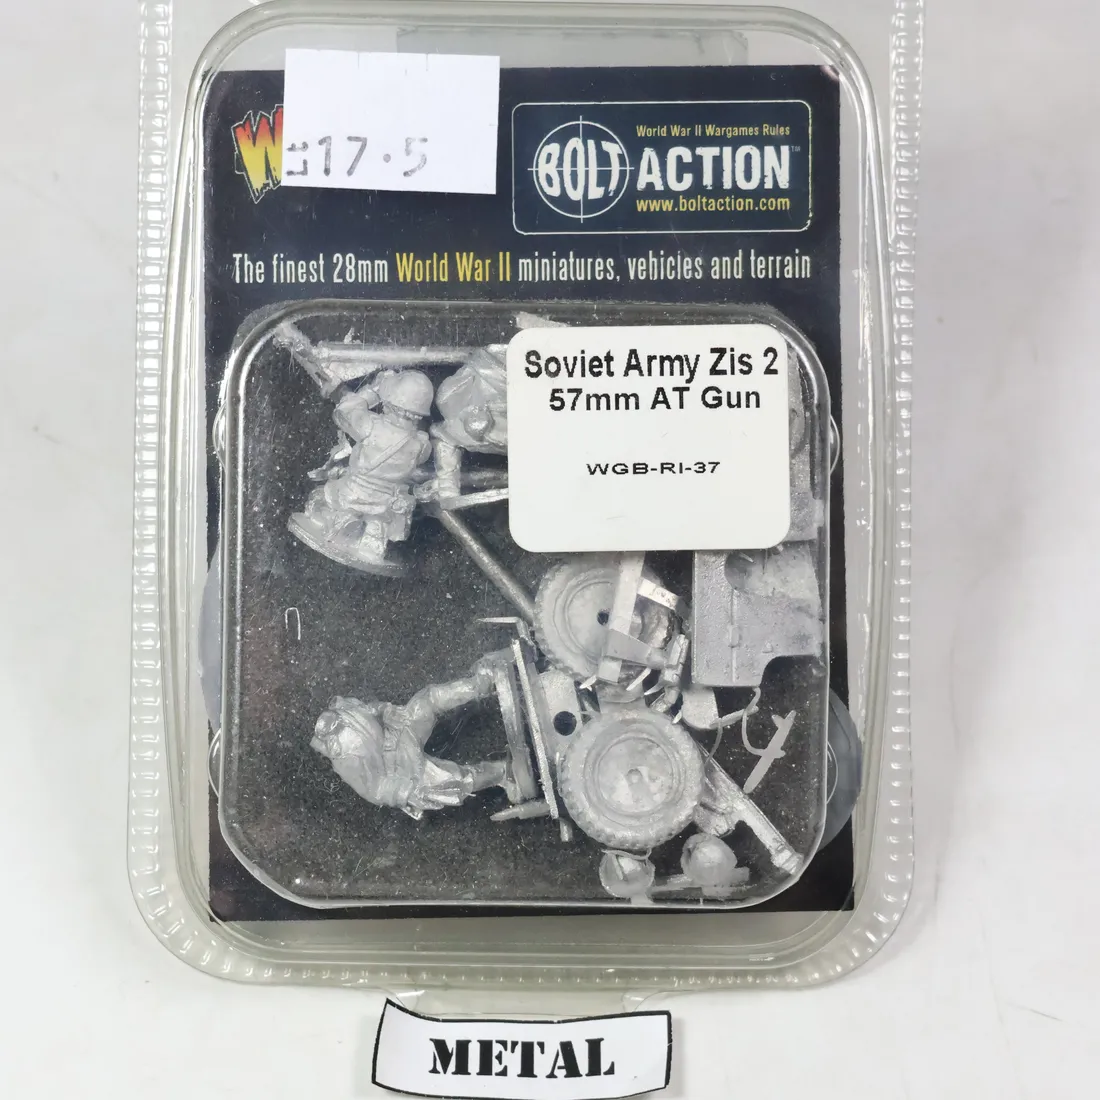 W
17.5
World War II Wargames Rules
BOLT ACTION™
www.boltaction.com
The finest 28mm World War II miniatures, vehicles and terrain
Soviet Army Zis 2
57mm AT Gun
WGB-RI-37
METAL